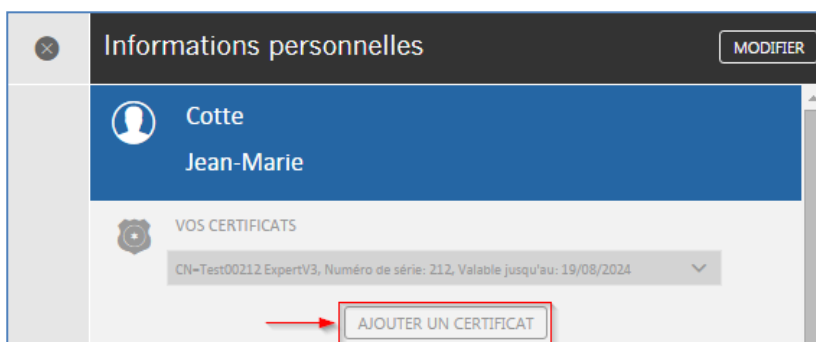 Informations personnelles
MODIFIER
Cotte
Jean-Marie
VOS CERTIFICATS
CN=Test00212 ExpertV3, Numéro de série: 212, Valable jusqu'au: 19/08/2024
AJOUTER UN CERTIFICAT